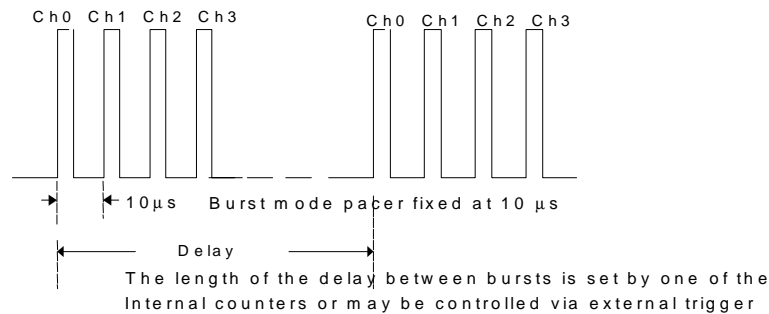 Ch0 Ch1 Ch2 Ch3 Ch0 Ch1 Ch2 Ch3
10µs Burst mode pacer fixed at 10 µs
Delay
The length of the delay between bursts is set by one of the
Internal counters or may be controlled via external trigger